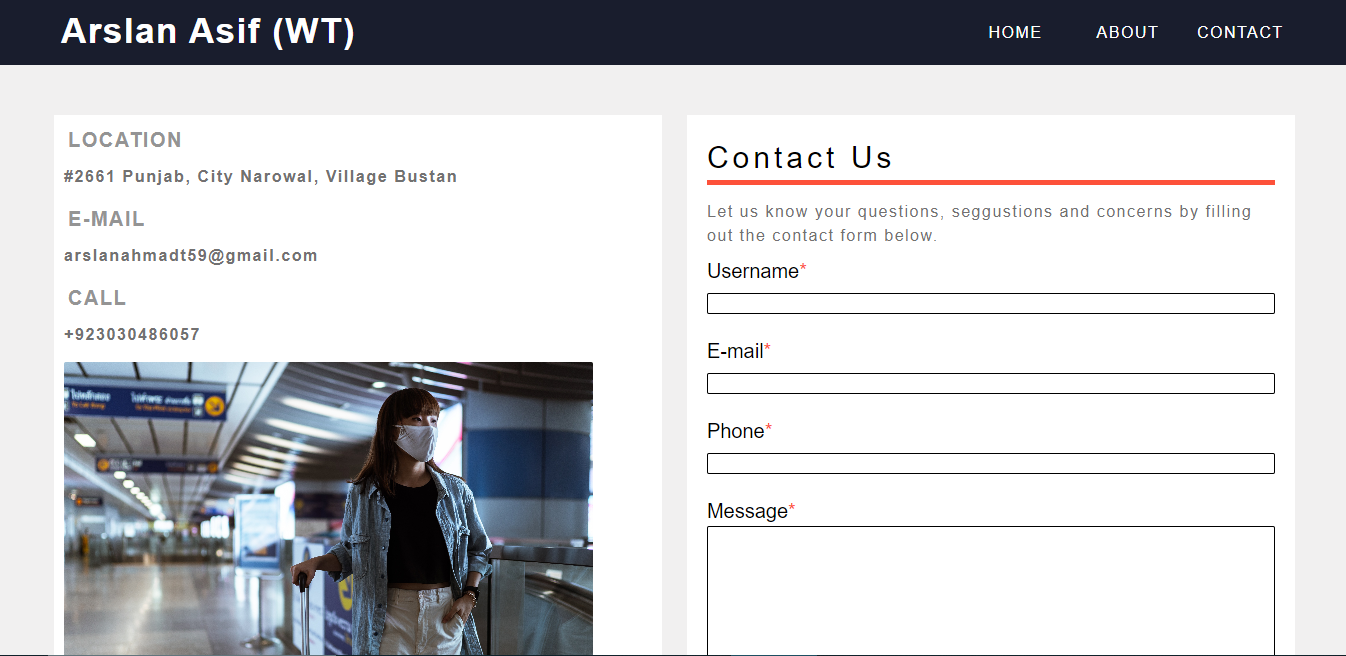 Arslan Asif (WT)
HOME
ABOUT
CONTACT
LOCATION
#2661 Punjab, City Narowal, Village Bustan
E-MAIL
arslanahmadt59@gmail.com
CALL
+923030486057
Contact Us
Let us know your questions, seggustions and concerns by filling
out the contact form below.
Username*
E-mail*
Phone*
Message*